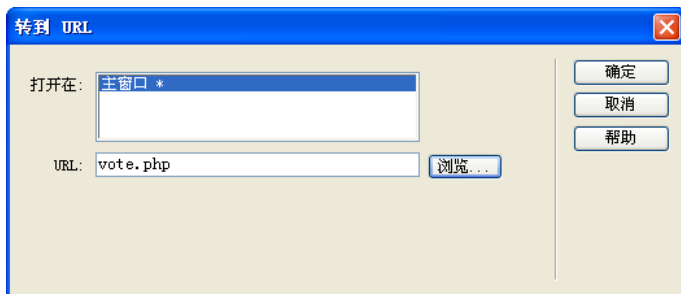 转到 URL
打开在: 主窗口 *
确定
取消
帮助
URL: vote.php 浏览...